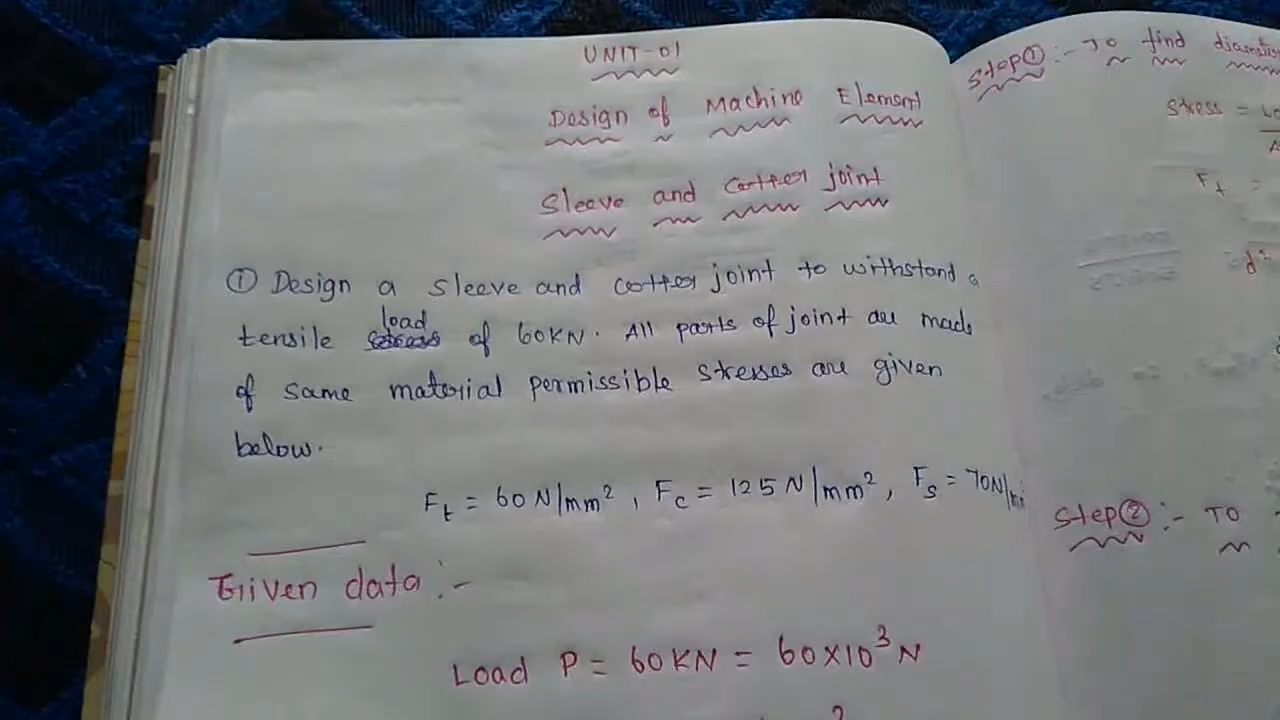 UNIT-01
Design of Machine Element
Sleeve and Cotter joint
① Design a sleeve and cotter joint to withstand a
load
tensile of 60KN. All parts of joint are made
of same material permissible stresses are given
below.
Ft = 60 N/mm², Fc = 125 N/mm², Fs = 70N/
Given data :-
Load P = 60KN = 60×10³ N
Step① :- To find
Stress =
Ft =
d²
Step② :- To